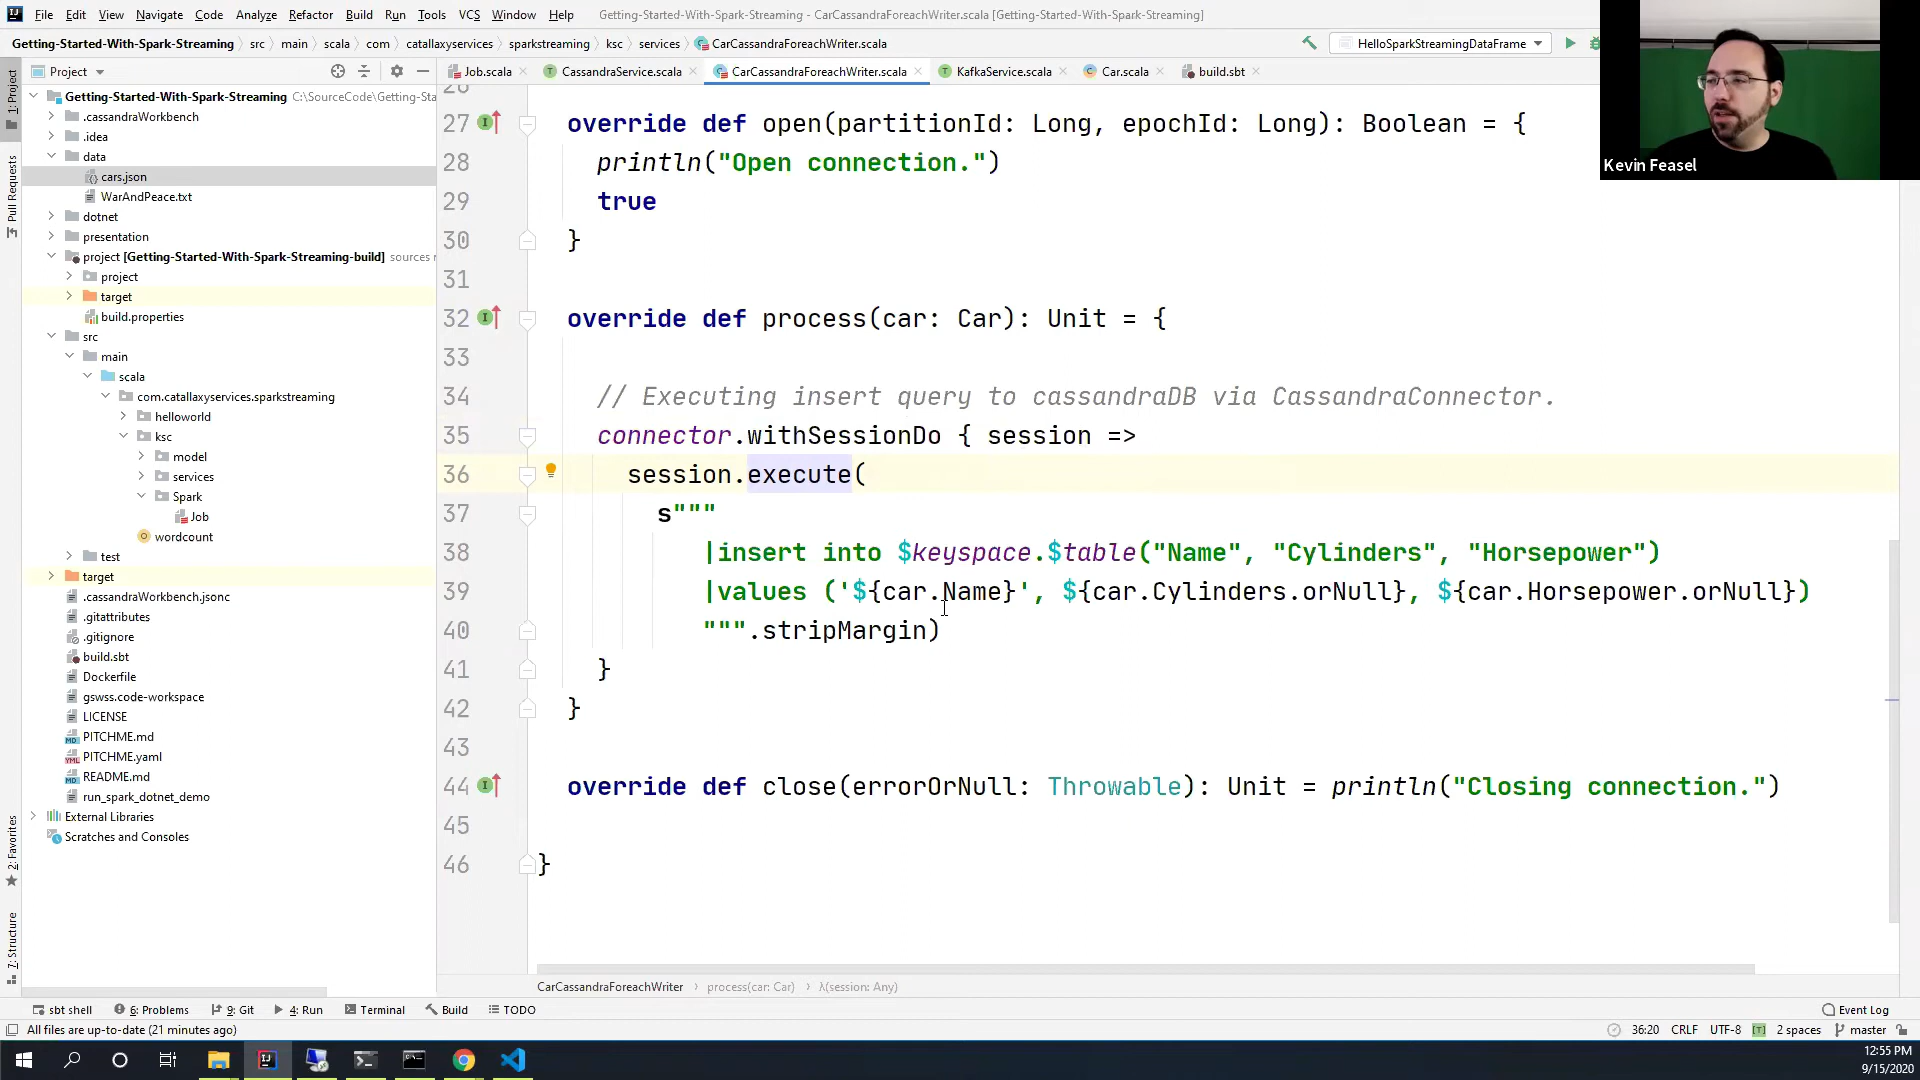 File Edit View Navigate Code Analyze Refactor Build Run Tools VCS Window Help Getting-Started-With-Spark-Streaming - CarCassandraForeachWriter.scala [Getting-Started-With-Spark-Streaming]
Getting-Started-With-Spark-Streaming src main scala com catallaxyservices sparkstreaming ksc services CarCassandraForeachWriter.scala HelloSparkStreamingDataFrame
Project Job.scala CassandraService.scala CarCassandraForeachWriter.scala KafkaService.scala Car.scala build.sbt
1: Project
Pull Requests
2: Favorites
7: Structure
Getting-Started-With-Spark-Streaming C:\SourceCode\Getting-Sta
.cassandraWorkbench
.idea
data
cars.json
WarAndPeace.txt
dotnet
presentation
project [Getting-Started-With-Spark-Streaming-build] sources r
project
target
build.properties
src
main
scala
com.catallaxyservices.sparkstreaming
helloworld
ksc
model
services
Spark
Job
wordcount
test
target
.cassandraWorkbench.jsonc
.gitattributes
.gitignore
build.sbt
Dockerfile
gswss.code-workspace
LICENSE
PITCHME.md
PITCHME.yaml
README.md
run_spark_dotnet_demo
External Libraries
Scratches and Consoles
26
27 override def open(partitionId: Long, epochId: Long): Boolean = {
28 println("Open connection.")
29 true
30 }
31
32 override def process(car: Car): Unit = {
33
34 // Executing insert query to cassandraDB via CassandraConnector.
35 connector.withSessionDo { session =>
36 session.execute(
37 s"""
38 |insert into $keyspace.$table("Name", "Cylinders", "Horsepower")
39 |values ('${car.Name}', ${car.Cylinders.orNull}, ${car.Horsepower.orNull})
40 """.stripMargin)
41 }
42 }
43
44 override def close(errorOrNull: Throwable): Unit = println("Closing connection.")
45
46 }
Kevin Feasel
CarCassandraForeachWriter process(car: Car) λ(session: Any)
sbt shell 6: Problems 9: Git 4: Run Terminal Build TODO Event Log
All files are up-to-date (21 minutes ago) 36:20 CRLF UTF-8 [T] 2 spaces master
12:55 PM
9/15/2020